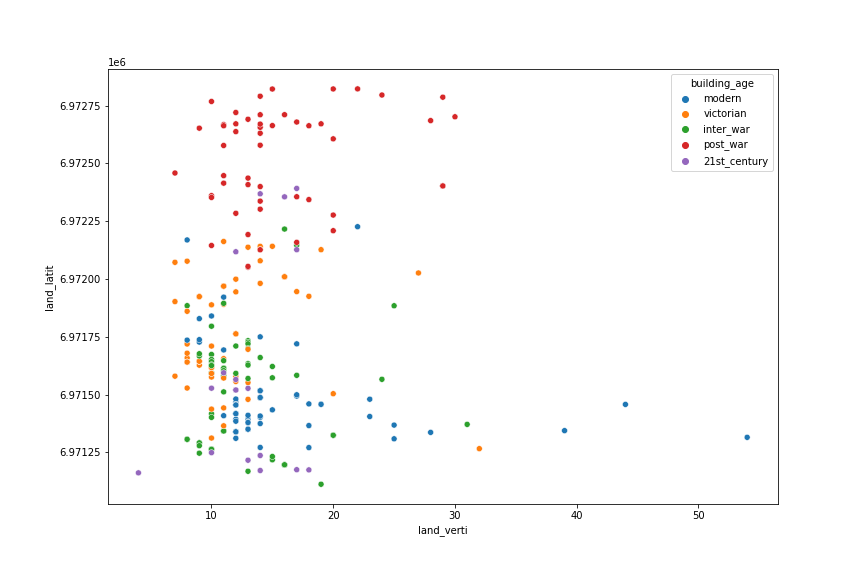 1e6
building_age
modern
victorian
inter_war
post_war
21st_century
6.97275
6.97250
6.97225
6.97200
6.97175
6.97150
6.97125
land_latit
10 20 30 40 50
land_verti